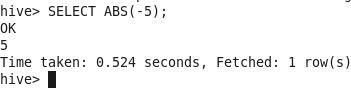 hive> SELECT ABS(-5);
OK
5
Time taken: 0.524 seconds, Fetched: 1 row(s)
hive>